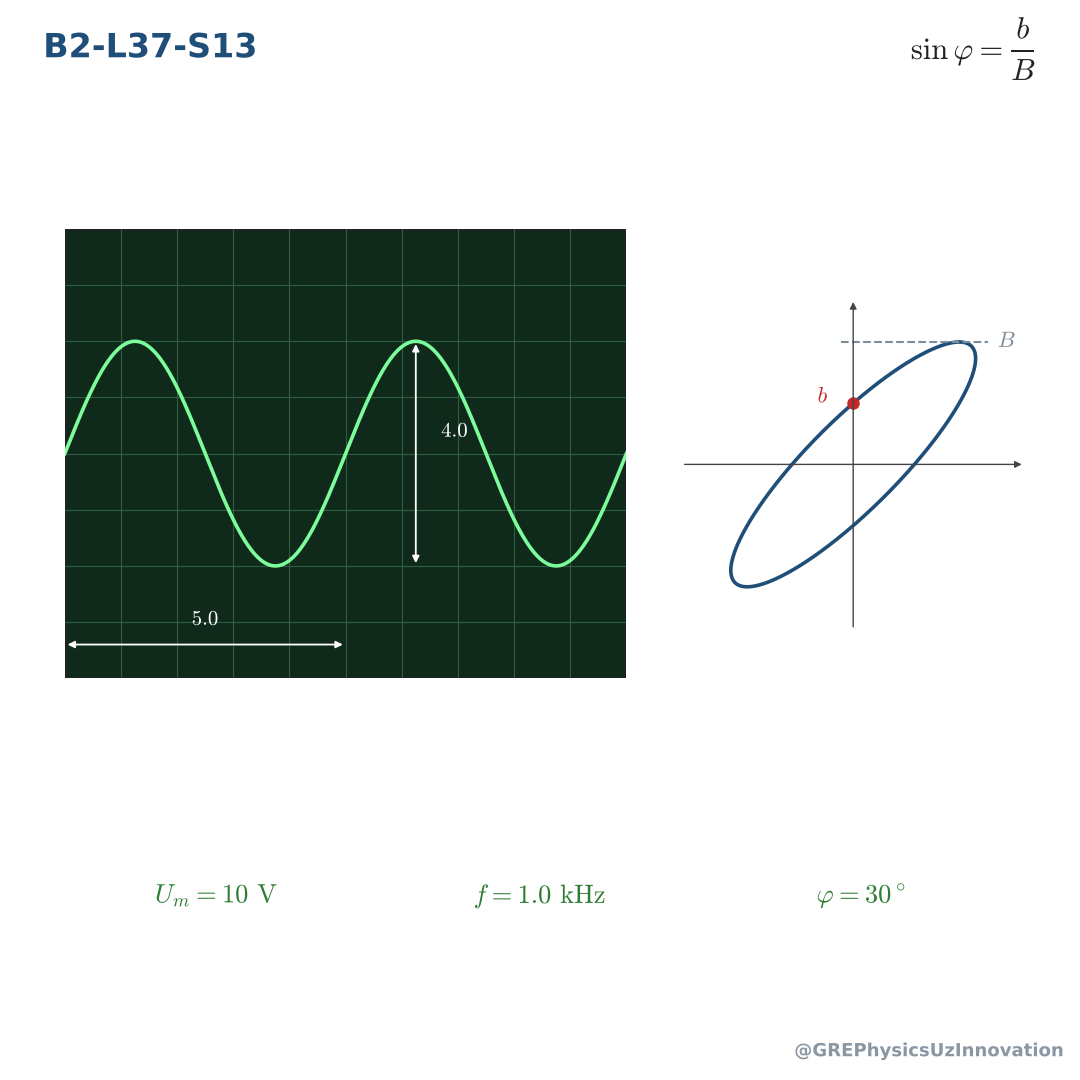 B2-L37-S13
sin φ = b/B
4.0
5.0
B
b
U_m = 10 V
f = 1.0 kHz
φ = 30°
@GREPhysicsUzInnovation